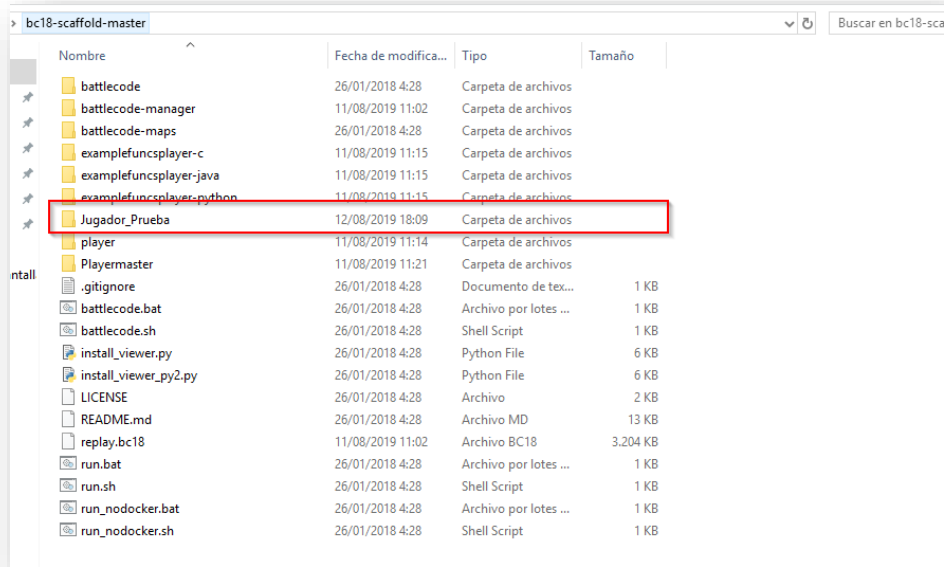 bc18-scaffold-master Buscar en bc18-sca
Nombre Fecha de modifica... Tipo Tamaño
battlecode 26/01/2018 4:28 Carpeta de archivos
battlecode-manager 11/08/2019 11:02 Carpeta de archivos
battlecode-maps 26/01/2018 4:28 Carpeta de archivos
examplefuncsplayer-c 11/08/2019 11:15 Carpeta de archivos
examplefuncsplayer-java 11/08/2019 11:15 Carpeta de archivos
examplefuncsplayer-python 11/08/2019 11:15 Carpeta de archivos
Jugador_Prueba 12/08/2019 18:09 Carpeta de archivos
player 11/08/2019 11:14 Carpeta de archivos
Playermaster 11/08/2019 11:21 Carpeta de archivos
ntall
.gitignore 26/01/2018 4:28 Documento de tex... 1 KB
battlecode.bat 26/01/2018 4:28 Archivo por lotes ... 1 KB
battlecode.sh 26/01/2018 4:28 Shell Script 1 KB
install_viewer.py 26/01/2018 4:28 Python File 6 KB
install_viewer_py2.py 26/01/2018 4:28 Python File 6 KB
LICENSE 26/01/2018 4:28 Archivo 2 KB
README.md 26/01/2018 4:28 Archivo MD 13 KB
replay.bc18 11/08/2019 11:02 Archivo BC18 3.204 KB
run.bat 26/01/2018 4:28 Archivo por lotes ... 1 KB
run.sh 26/01/2018 4:28 Shell Script 1 KB
run_nodocker.bat 26/01/2018 4:28 Archivo por lotes ... 1 KB
run_nodocker.sh 26/01/2018 4:28 Shell Script 1 KB